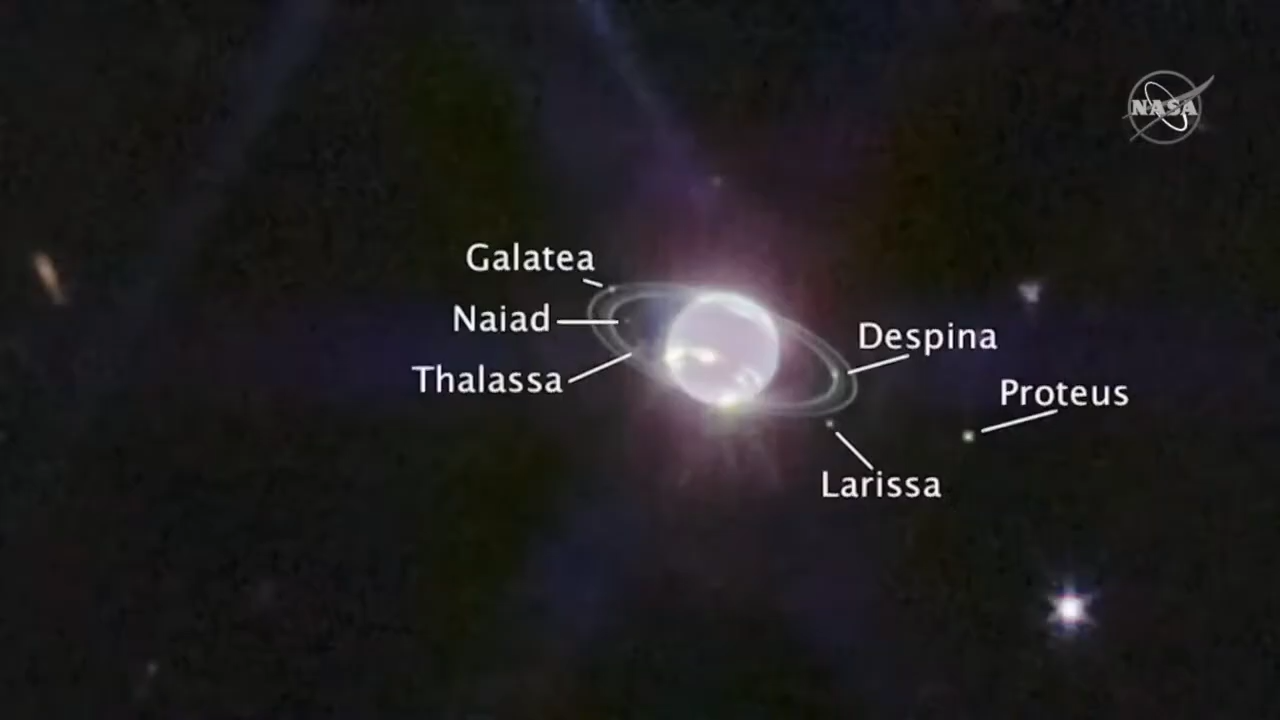 NASA
Galatea
Naiad
Thalassa
Despina
Proteus
Larissa